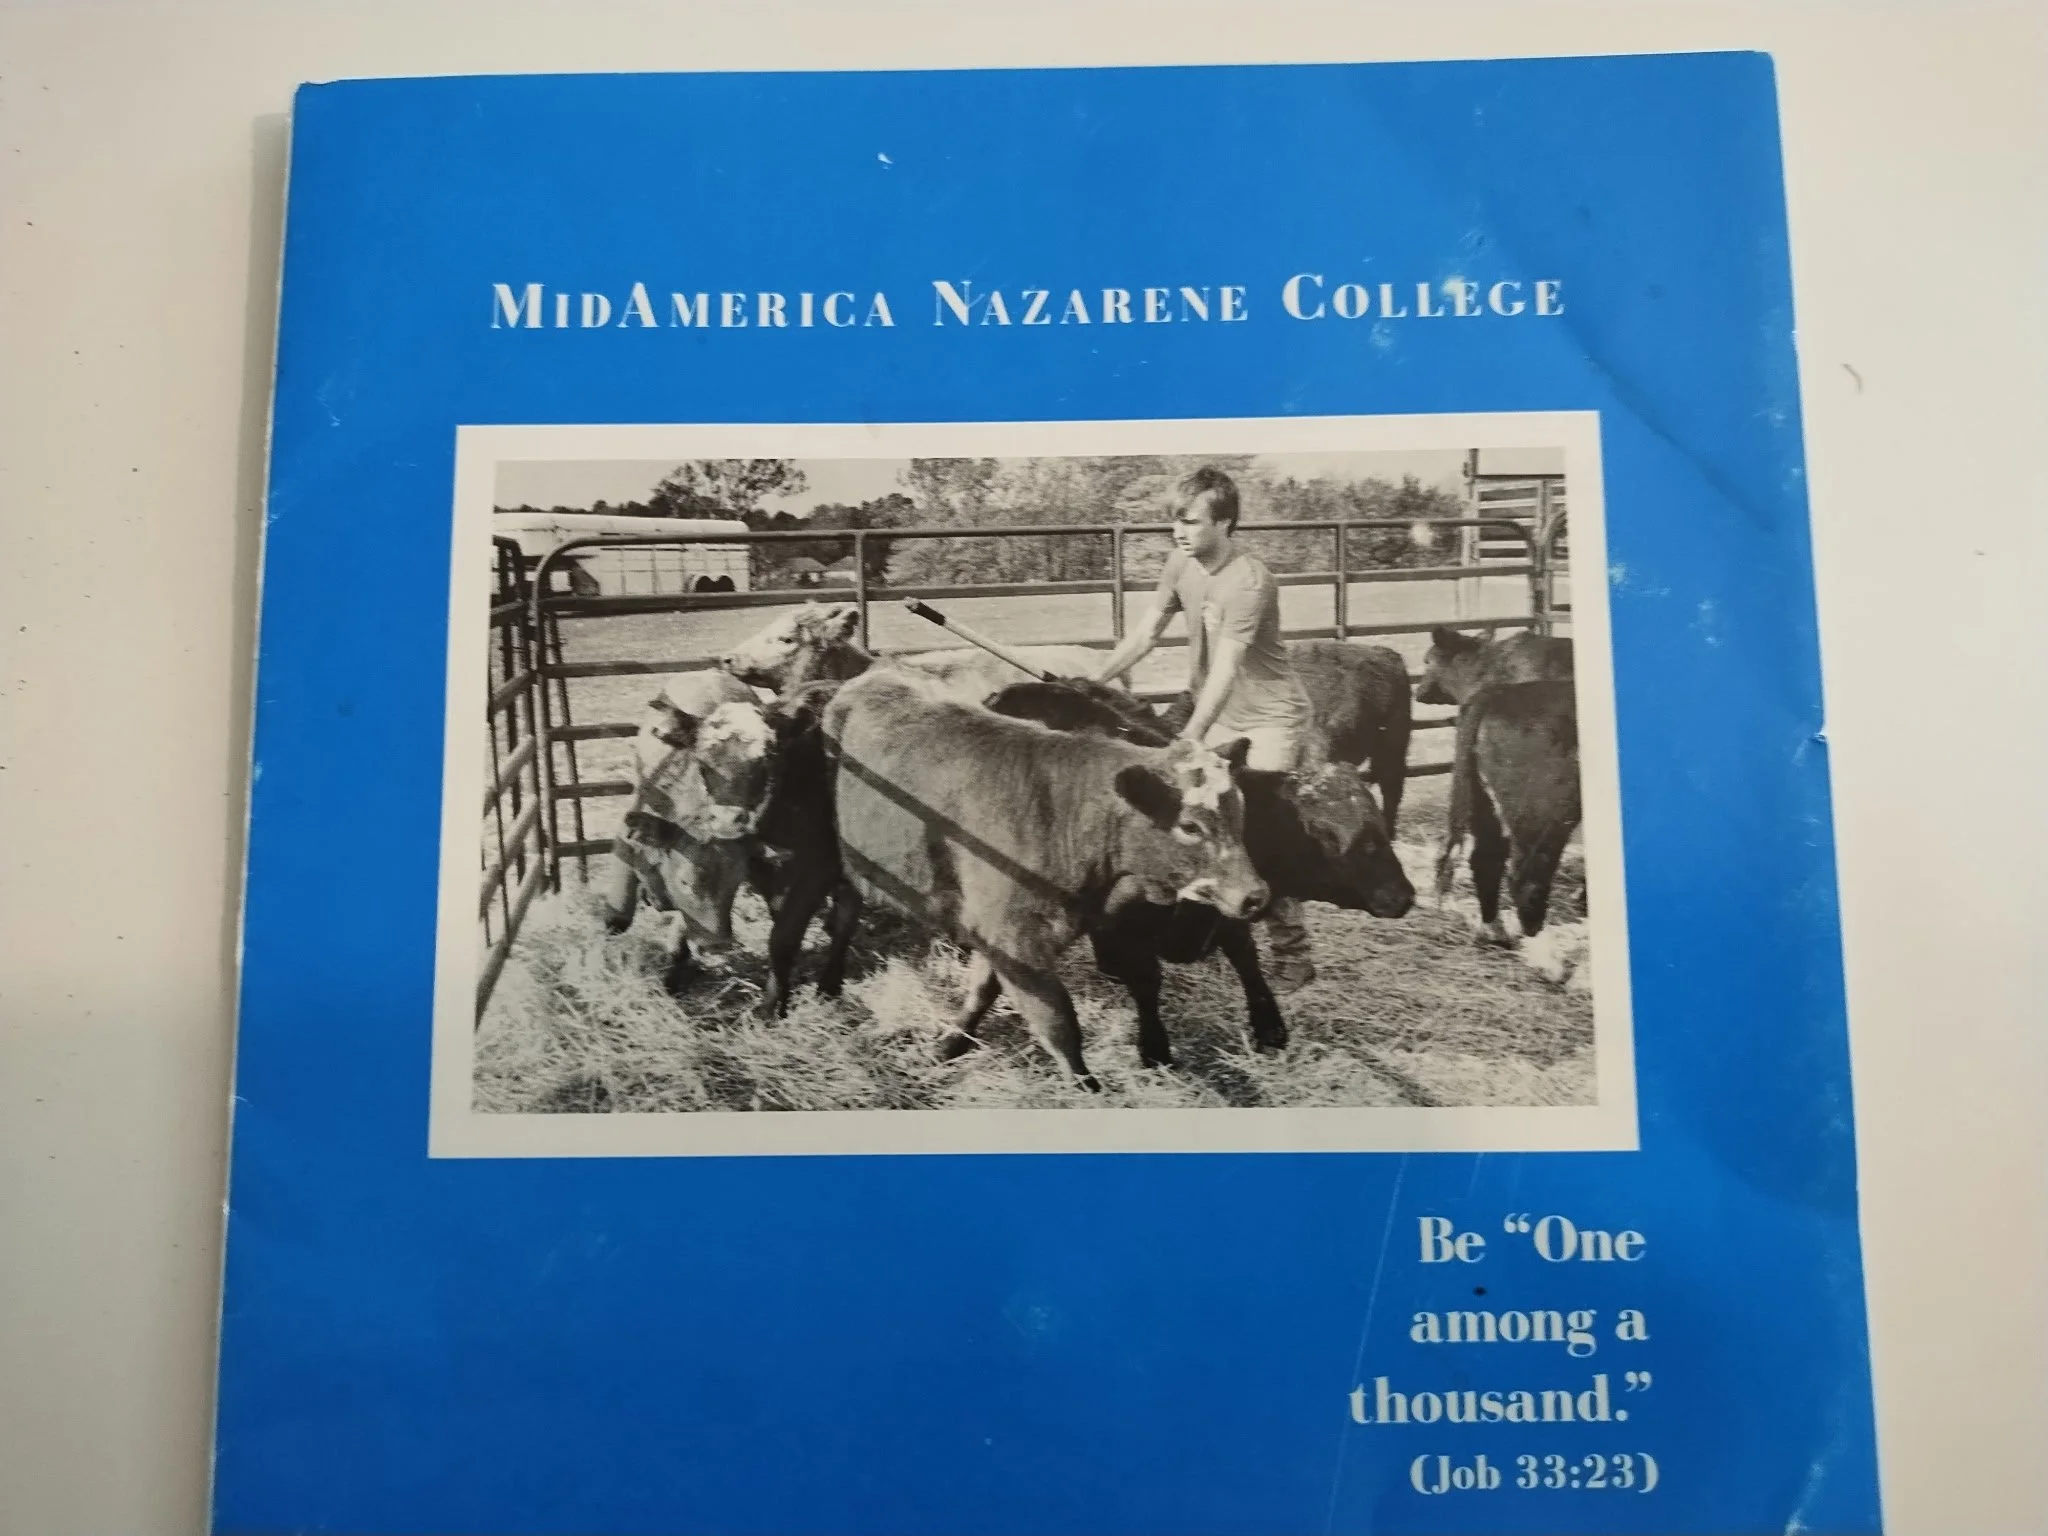 MIDAMERICA NAZARENE COLLEGE
Be “One
among a
thousand.”
(Job 33:23)